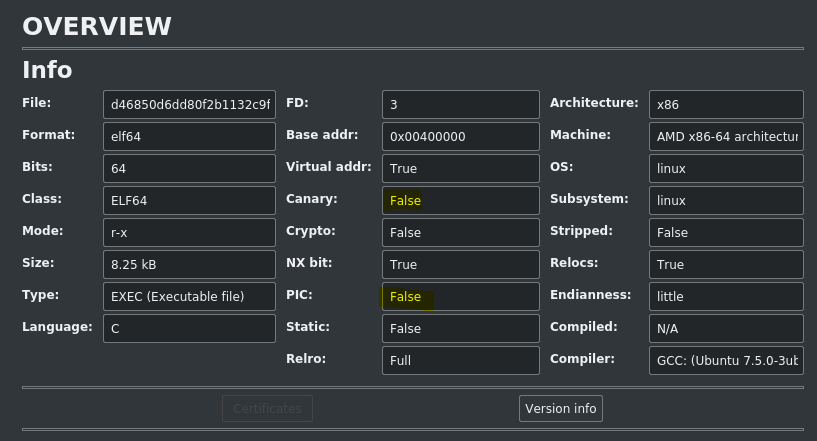 OVERVIEW
Info
File: d46850d6dd80f2b1132c9f FD: 3 Architecture: x86
Format: elf64 Base addr: 0x00400000 Machine: AMD x86-64 architectur
Bits: 64 Virtual addr: True OS: linux
Class: ELF64 Canary: False Subsystem: linux
Mode: r-x Crypto: False Stripped: False
Size: 8.25 kB NX bit: True Relocs: True
Type: EXEC (Executable file) PIC: False Endianness: little
Language: C Static: False Compiled: N/A
Relro: Full Compiler: GCC: (Ubuntu 7.5.0-3ub
Certificates Version info